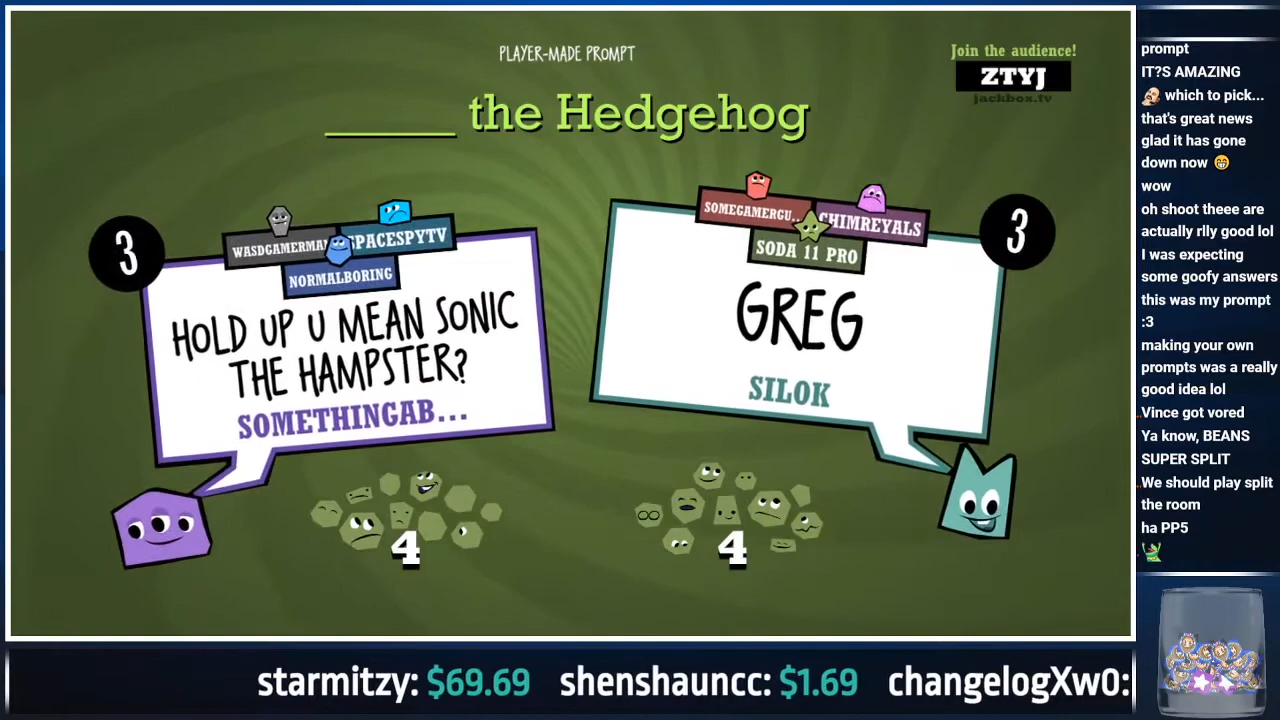 PLAYER-MADE PROMPT
Join the audience!
ZTYJ
jackbox.tv
______ the Hedgehog
3
WASDGAMERMA
SPACESPYTV
NORMALBORING
HOLD UP U MEAN SONIC
THE HAMPSTER?
SOMETHINGAB...
4
SOMEGAMERGU...
CHIMREYALS
SODA 11 PRO
3
GREG
SILOK
4
prompt
IT?S AMAZING
which to pick...
that's great news
glad it has gone
down now 😁
wow
oh shoot theee are
actually rlly good lol
I was expecting
some goofy answers
this was my prompt
:3
making your own
prompts was a really
good idea lol
Vince got vored
Ya know, BEANS
SUPER SPLIT
We should play split
the room
ha PP5
starmitzy: $69.69 shenshauncc: $1.69 changelogXw0: